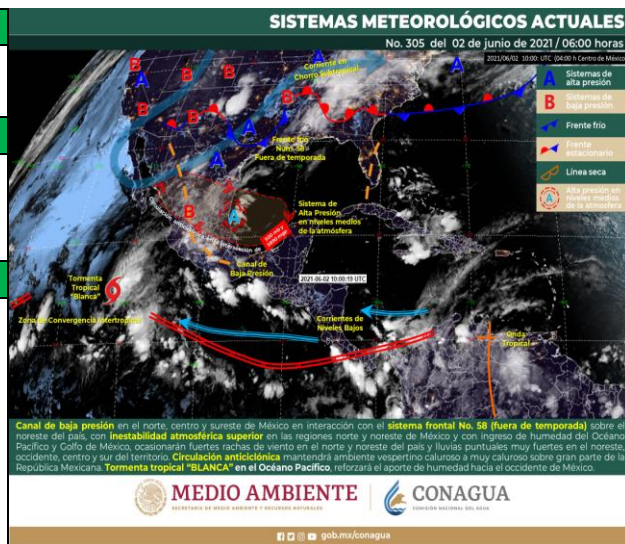 SISTEMAS METEOROLÓGICOS ACTUALES
No. 305 del 02 de junio de 2021 / 06:00 horas
2021/06/02 10:00: UTC (04:00 h Centro de México)
Corriente en
Chorro Subtropical
B
B
B
B
A
B
B
B
A
A
A
B
A
Sistemas de
alta presión
B
Sistemas de
baja presión
Frente frío
Frente
estacionario
Línea seca
A
Alta presión en
niveles medios
de la atmósfera
Frente frío
Núm. 58
Fuera de temporada
A
Sistema de
Alta Presión
en niveles medios
de la atmósfera
Canal de
Baja Presión
2021-06-02 10:00:19 UTC
Tormenta
Tropical
"Blanca"
Zona de Convergencia Intertropical
Corrientes de
Niveles Bajos
Onda
Tropical
Canal de baja presión en el norte, centro y sureste de México en interacción con el sistema frontal No. 58 (fuera de temporada) sobre el
noreste del país, con inestabilidad atmosférica superior en las regiones norte y noreste de México y con ingreso de humedad del Océano
Pacífico y Golfo de México, ocasionarán fuertes rachas de viento en el norte y noreste del país y lluvias puntuales muy fuertes en el noreste,
occidente, centro y sur del territorio. Circulación anticiclónica mantendrá ambiente vespertino caluroso a muy caluroso sobre gran parte de la
República Mexicana. Tormenta tropical "BLANCA" en el Océano Pacífico, reforzará el aporte de humedad hacia el occidente de México.
MEDIO AMBIENTE
SECRETARÍA DE MEDIO AMBIENTE Y RECURSOS NATURALES
CONAGUA
COMISIÓN NACIONAL DEL AGUA
gob.mx/conagua